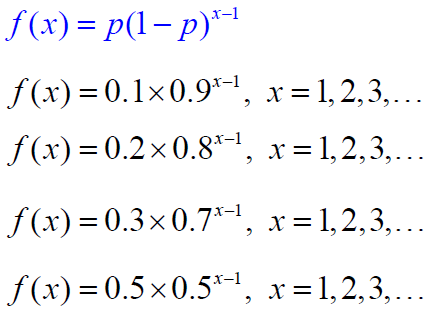 f(x) = p(1 − p)^{x−1}
f(x) = 0.1×0.9^{x−1}, x = 1,2,3,…
f(x) = 0.2×0.8^{x−1}, x = 1,2,3,…
f(x) = 0.3×0.7^{x−1}, x = 1,2,3,…
f(x) = 0.5×0.5^{x−1}, x = 1,2,3,…